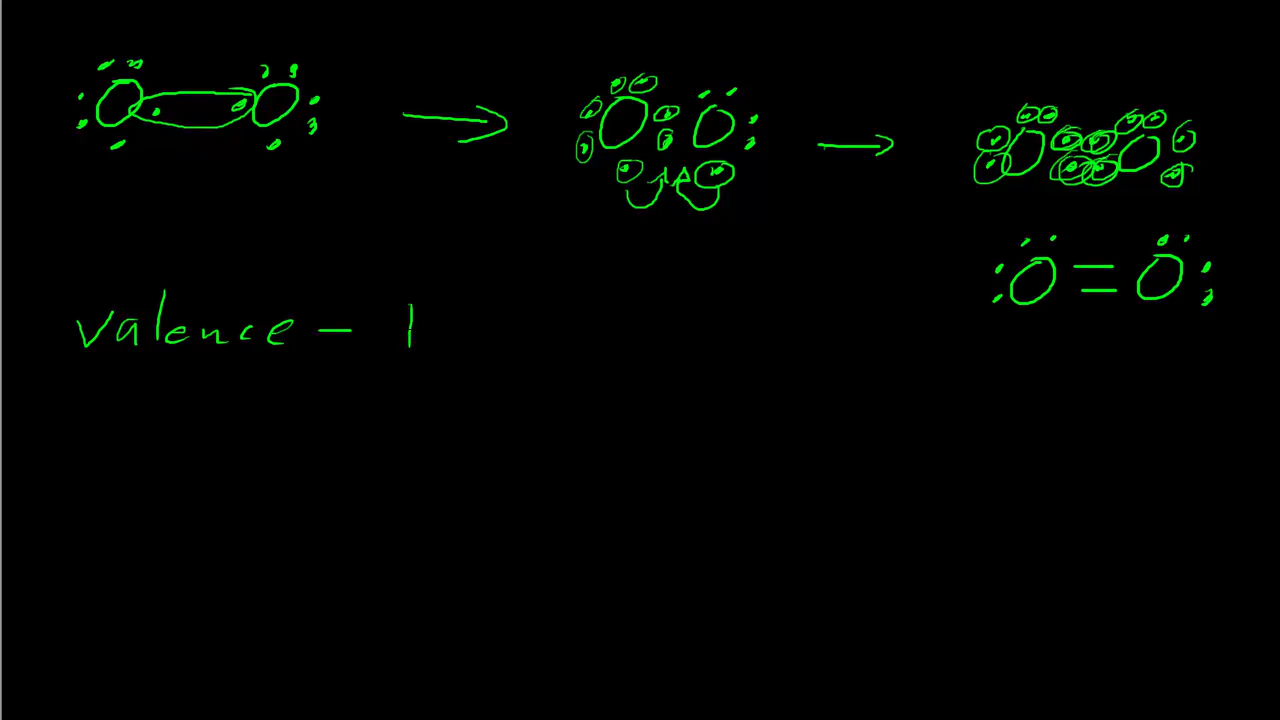 O O → O O → O O
O = O
valence - 1